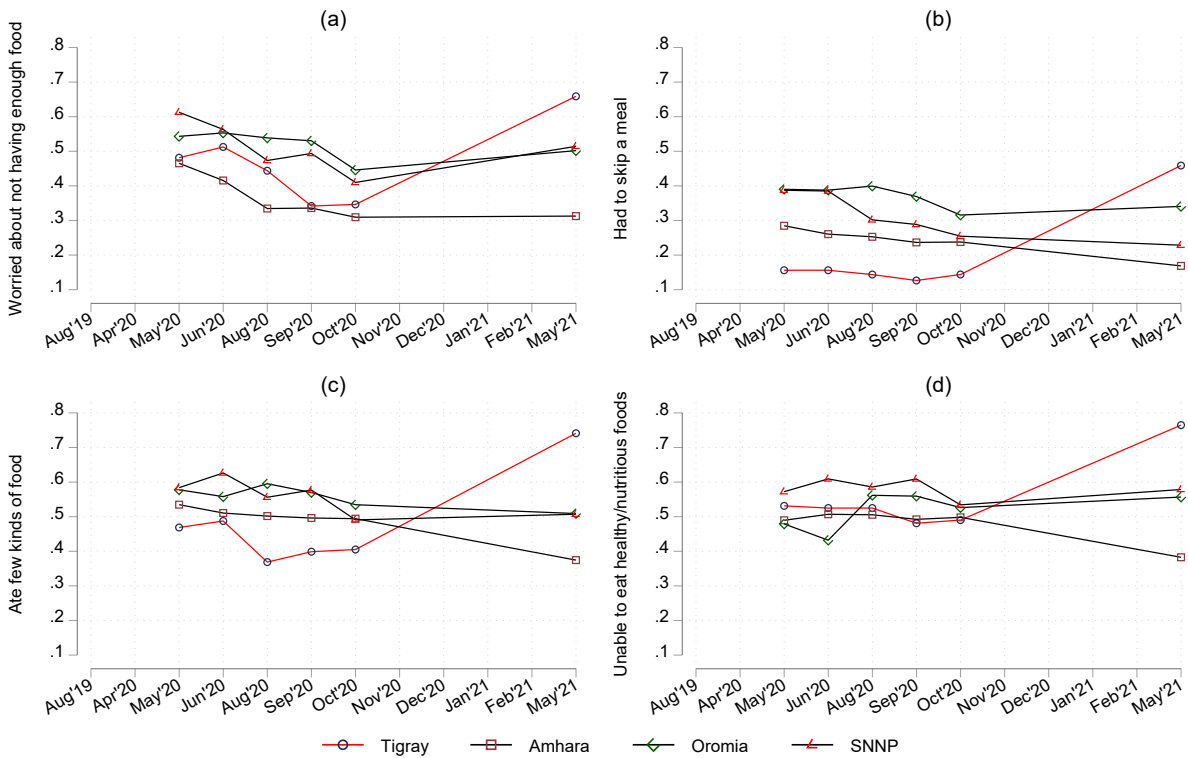 (a)
Worried about not having enough food
.8
.7
.6
.5
.4
.3
.2
.1
Aug'19 Apr'20 May'20 Jun'20 Aug'20 Sep'20 Oct'20 Nov'20 Dec'20 Jan'21 Feb'21 May'21
(b)
Had to skip a meal
.8
.7
.6
.5
.4
.3
.2
.1
Aug'19 Apr'20 May'20 Jun'20 Aug'20 Sep'20 Oct'20 Nov'20 Dec'20 Jan'21 Feb'21 May'21
(c)
Ate few kinds of food
.8
.7
.6
.5
.4
.3
.2
.1
Aug'19 Apr'20 May'20 Jun'20 Aug'20 Sep'20 Oct'20 Nov'20 Dec'20 Jan'21 Feb'21 May'21
(d)
Unable to eat healthy/nutritious foods
.8
.7
.6
.5
.4
.3
.2
.1
Aug'19 Apr'20 May'20 Jun'20 Aug'20 Sep'20 Oct'20 Nov'20 Dec'20 Jan'21 Feb'21 May'21
Tigray Amhara Oromia SNNP